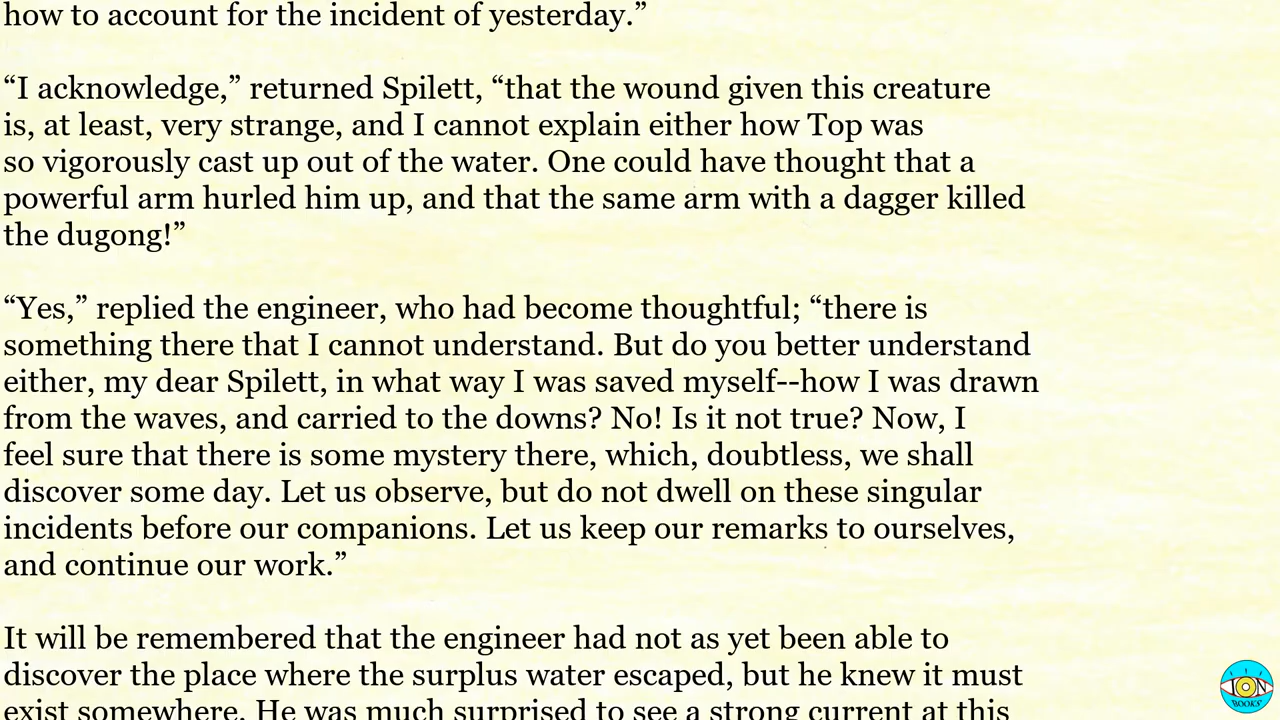 how to account for the incident of yesterday.”
“I acknowledge,” returned Spilett, “that the wound given this creature
is, at least, very strange, and I cannot explain either how Top was
so vigorously cast up out of the water. One could have thought that a
powerful arm hurled him up, and that the same arm with a dagger killed
the dugong!”
“Yes,” replied the engineer, who had become thoughtful; “there is
something there that I cannot understand. But do you better understand
either, my dear Spilett, in what way I was saved myself--how I was drawn
from the waves, and carried to the downs? No! Is it not true? Now, I
feel sure that there is some mystery there, which, doubtless, we shall
discover some day. Let us observe, but do not dwell on these singular
incidents before our companions. Let us keep our remarks to ourselves,
and continue our work.”
It will be remembered that the engineer had not as yet been able to
discover the place where the surplus water escaped, but he knew it must
exist somewhere. He was much surprised to see a strong current at this
ION
BOOKS